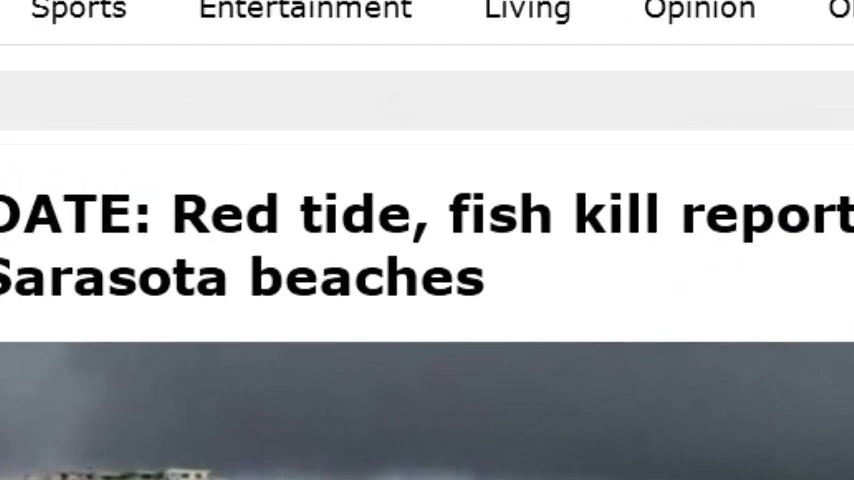 Sports Entertainment Living Opinion
DATE: Red tide, fish kill report
Sarasota beaches